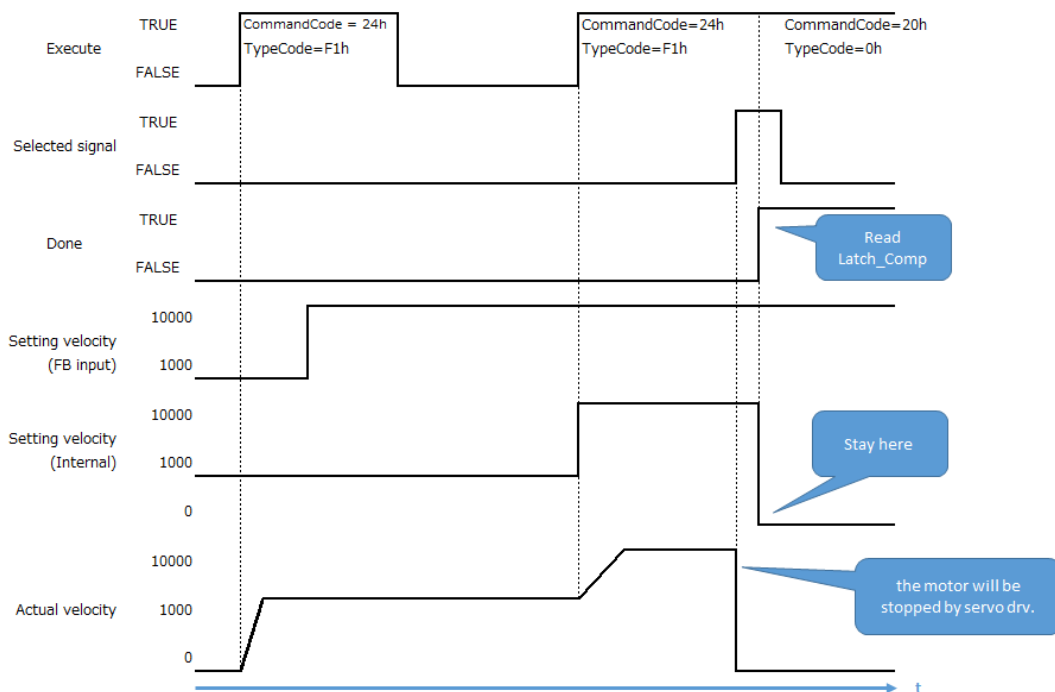 Execute
TRUE
FALSE
CommandCode = 24h
TypeCode=F1h
CommandCode=24h
TypeCode=F1h
CommandCode=20h
TypeCode=0h
Selected signal
TRUE
FALSE
Done
TRUE
FALSE
Read
Latch_Comp
Setting velocity
(FB input)
10000
1000
Setting velocity
(Internal)
10000
1000
0
Stay here
Actual velocity
10000
1000
0
the motor will be
stopped by servo drv.
t